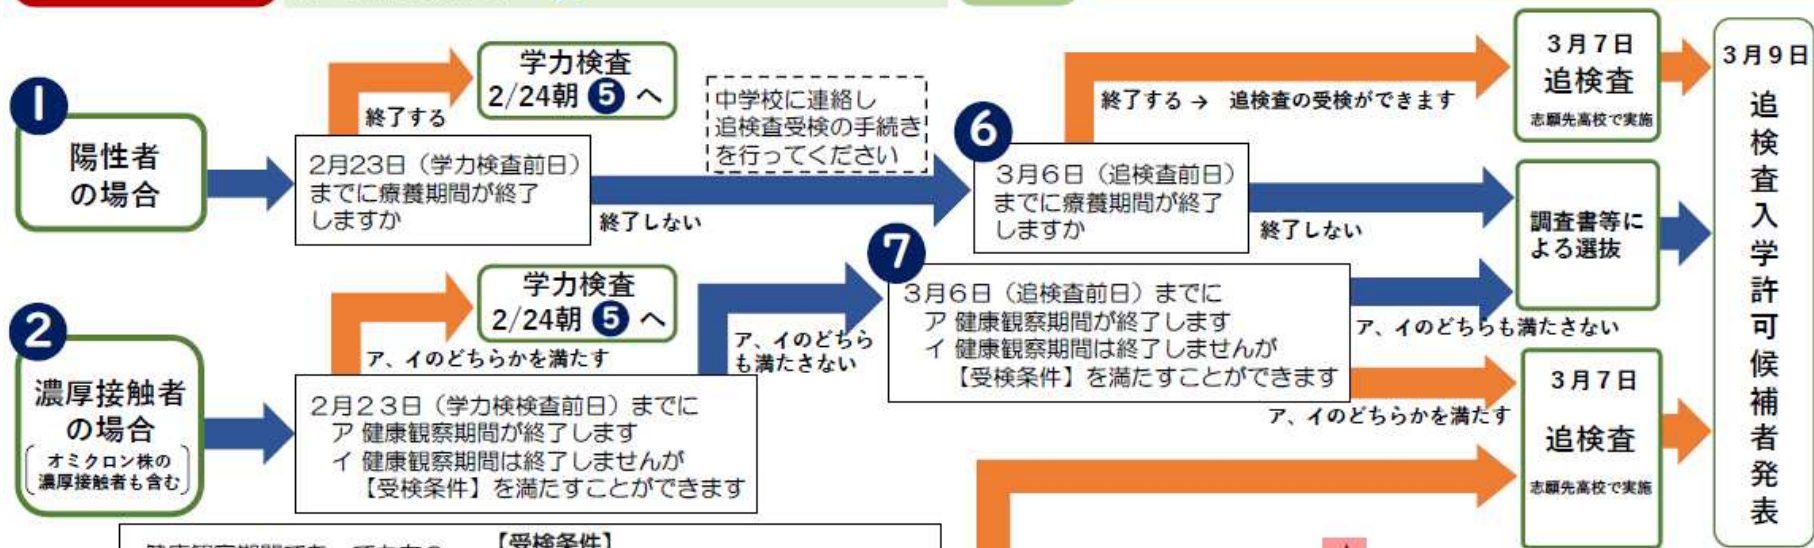 1
陽性者
の場合
終了する
学力検査
2/24朝 5 へ
2月23日(学力検査前日)
までに療養期間が終了
しますか
中学校に連絡し
追検査受検の手続き
を行ってください
終了しない
6
3月6日(追検査前日)
までに療養期間が終了
しますか
終了する → 追検査の受検ができます
終了しない
3月7日
追検査
志願先高校で実施
調査書等に
よる選抜
2
濃厚接触者
の場合
オミクロン株の
濃厚接触者も含む
ア、イのどちらかを満たす
学力検査
2/24朝 5 へ
2月23日(学力検検査前日)までに
ア 健康観察期間が終了します
イ 健康観察期間は終了しませんが
【受検条件】を満たすことができます
ア、イのどちら
も満たさない
7
3月6日(追検査前日)までに
ア 健康観察期間が終了します
イ 健康観察期間は終了しませんが
【受検条件】を満たすことができます
ア、イのどちらも満たさない
ア、イのどちらかを満たす
3月7日
追検査
志願先高校で実施
3月9日
追検査入学許可候補者発表
【受検条件】